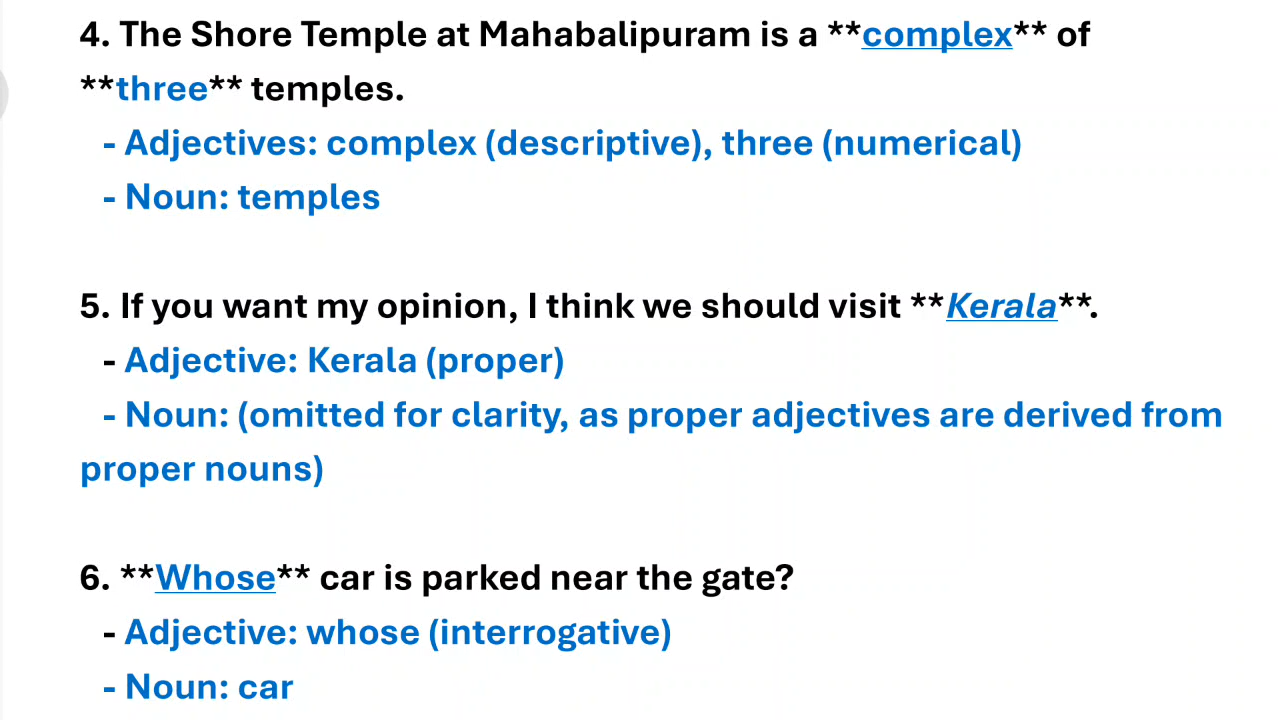 4. The Shore Temple at Mahabalipuram is a **complex** of
**three** temples.
- Adjectives: complex (descriptive), three (numerical)
- Noun: temples
5. If you want my opinion, I think we should visit **Kerala**.
- Adjective: Kerala (proper)
- Noun: (omitted for clarity, as proper adjectives are derived from
proper nouns)
6. **Whose** car is parked near the gate?
- Adjective: whose (interrogative)
- Noun: car